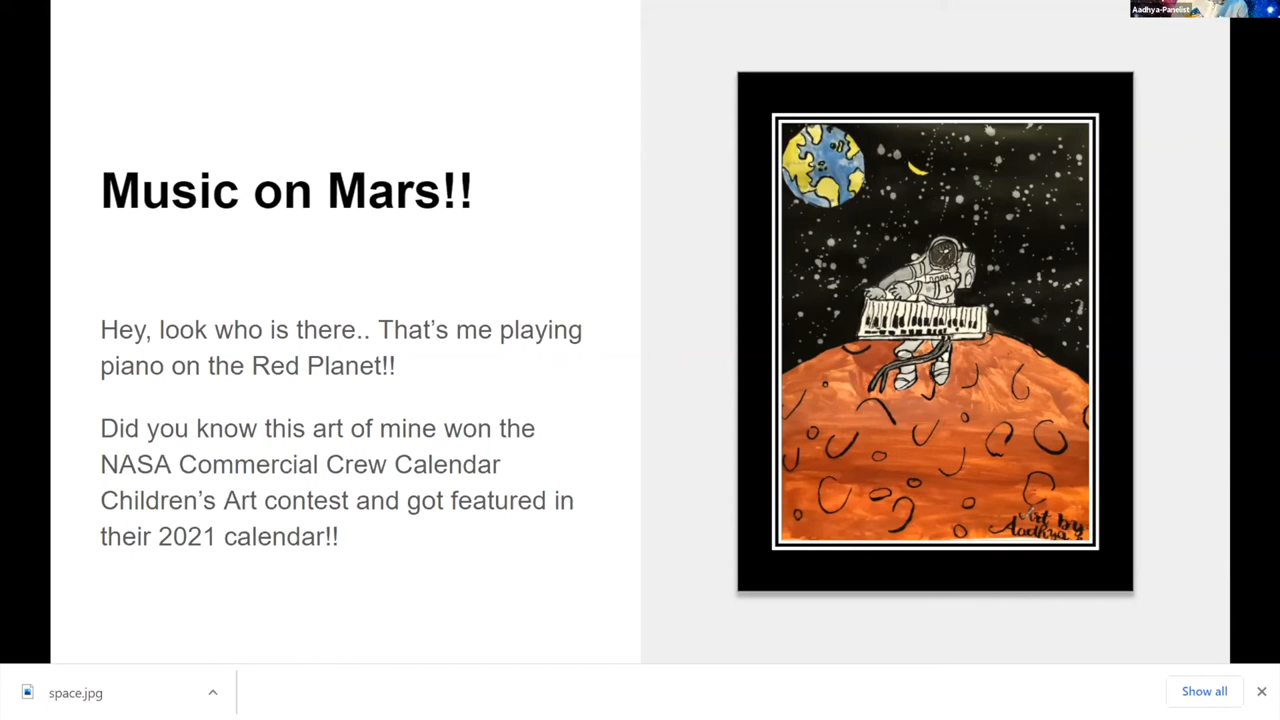 Aadhya-Panelist
Music on Mars!!
Hey, look who is there.. That's me playing
piano on the Red Planet!!
Did you know this art of mine won the
NASA Commercial Crew Calendar
Children's Art contest and got featured in
their 2021 calendar!!
Art by
Aadhya
space.jpg
Show all